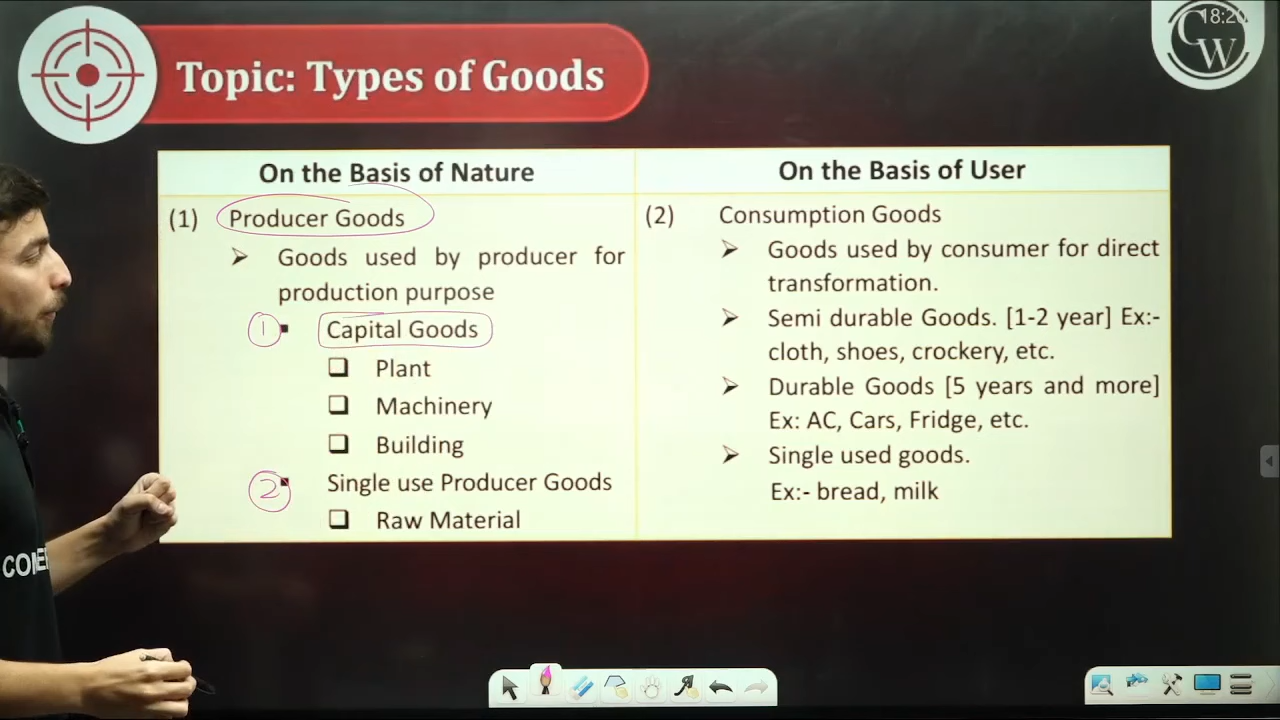 18:20
CW
Topic: Types of Goods
On the Basis of Nature
(1) Producer Goods
Goods used by producer for
production purpose
1
Capital Goods
Plant
Machinery
Building
2
Single use Producer Goods
Raw Material
On the Basis of User
(2) Consumption Goods
Goods used by consumer for direct
transformation.
Semi durable Goods. [1-2 year] Ex:-
cloth, shoes, crockery, etc.
Durable Goods [5 years and more]
Ex: AC, Cars, Fridge, etc.
Single used goods.
Ex:- bread, milk